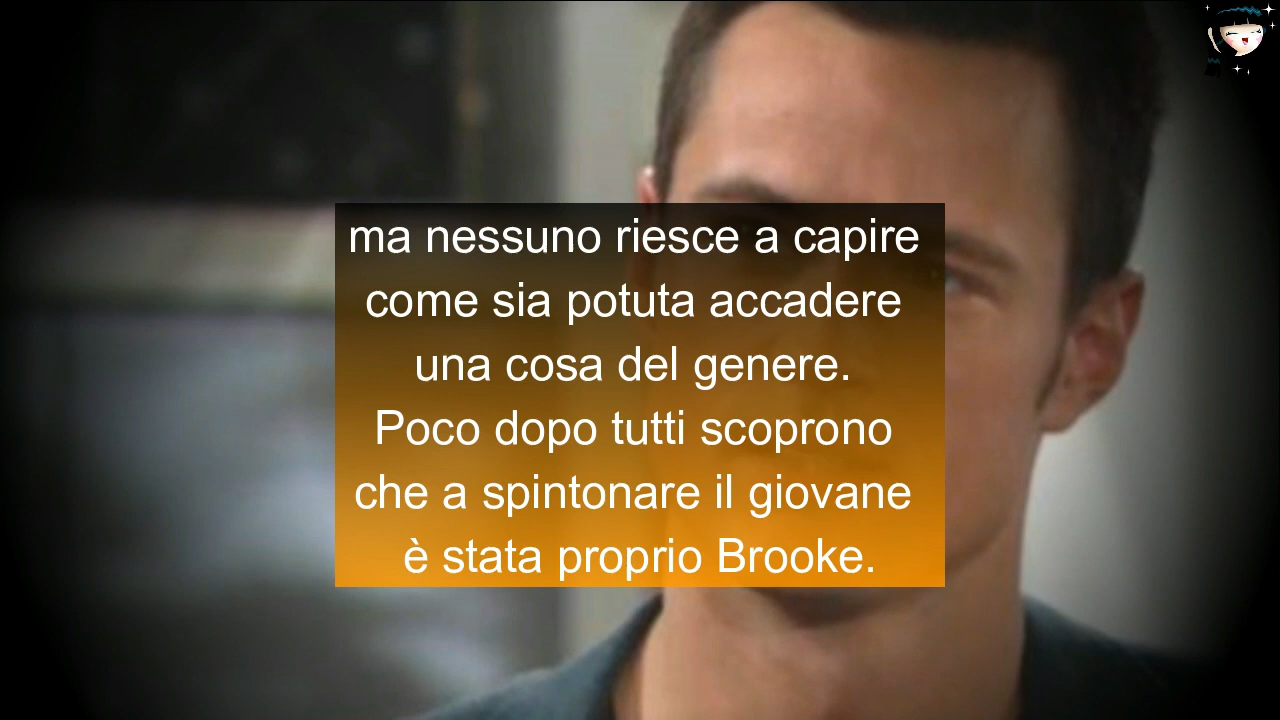 ma nessuno riesce a capire
come sia potuta accadere
una cosa del genere.
Poco dopo tutti scoprono
che a spintonare il giovane
è stata proprio Brooke.